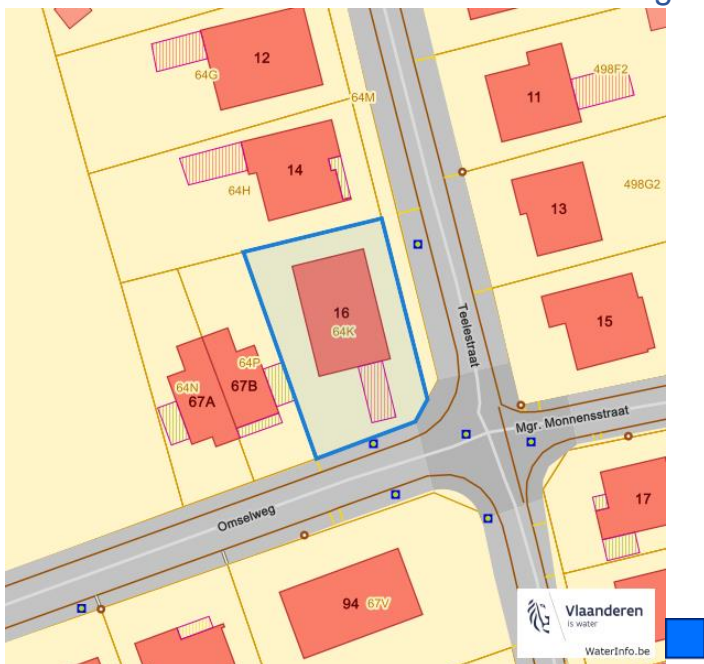 g
12
64G
64M
498F2
11
14
64H
13
498G2
16
64K
Teelestraat
15
64P
64N
67B
67A
Mgr. Monnensstraat
17
Omselweg
94 67V
Vlaanderen
is water
WaterInfo.be